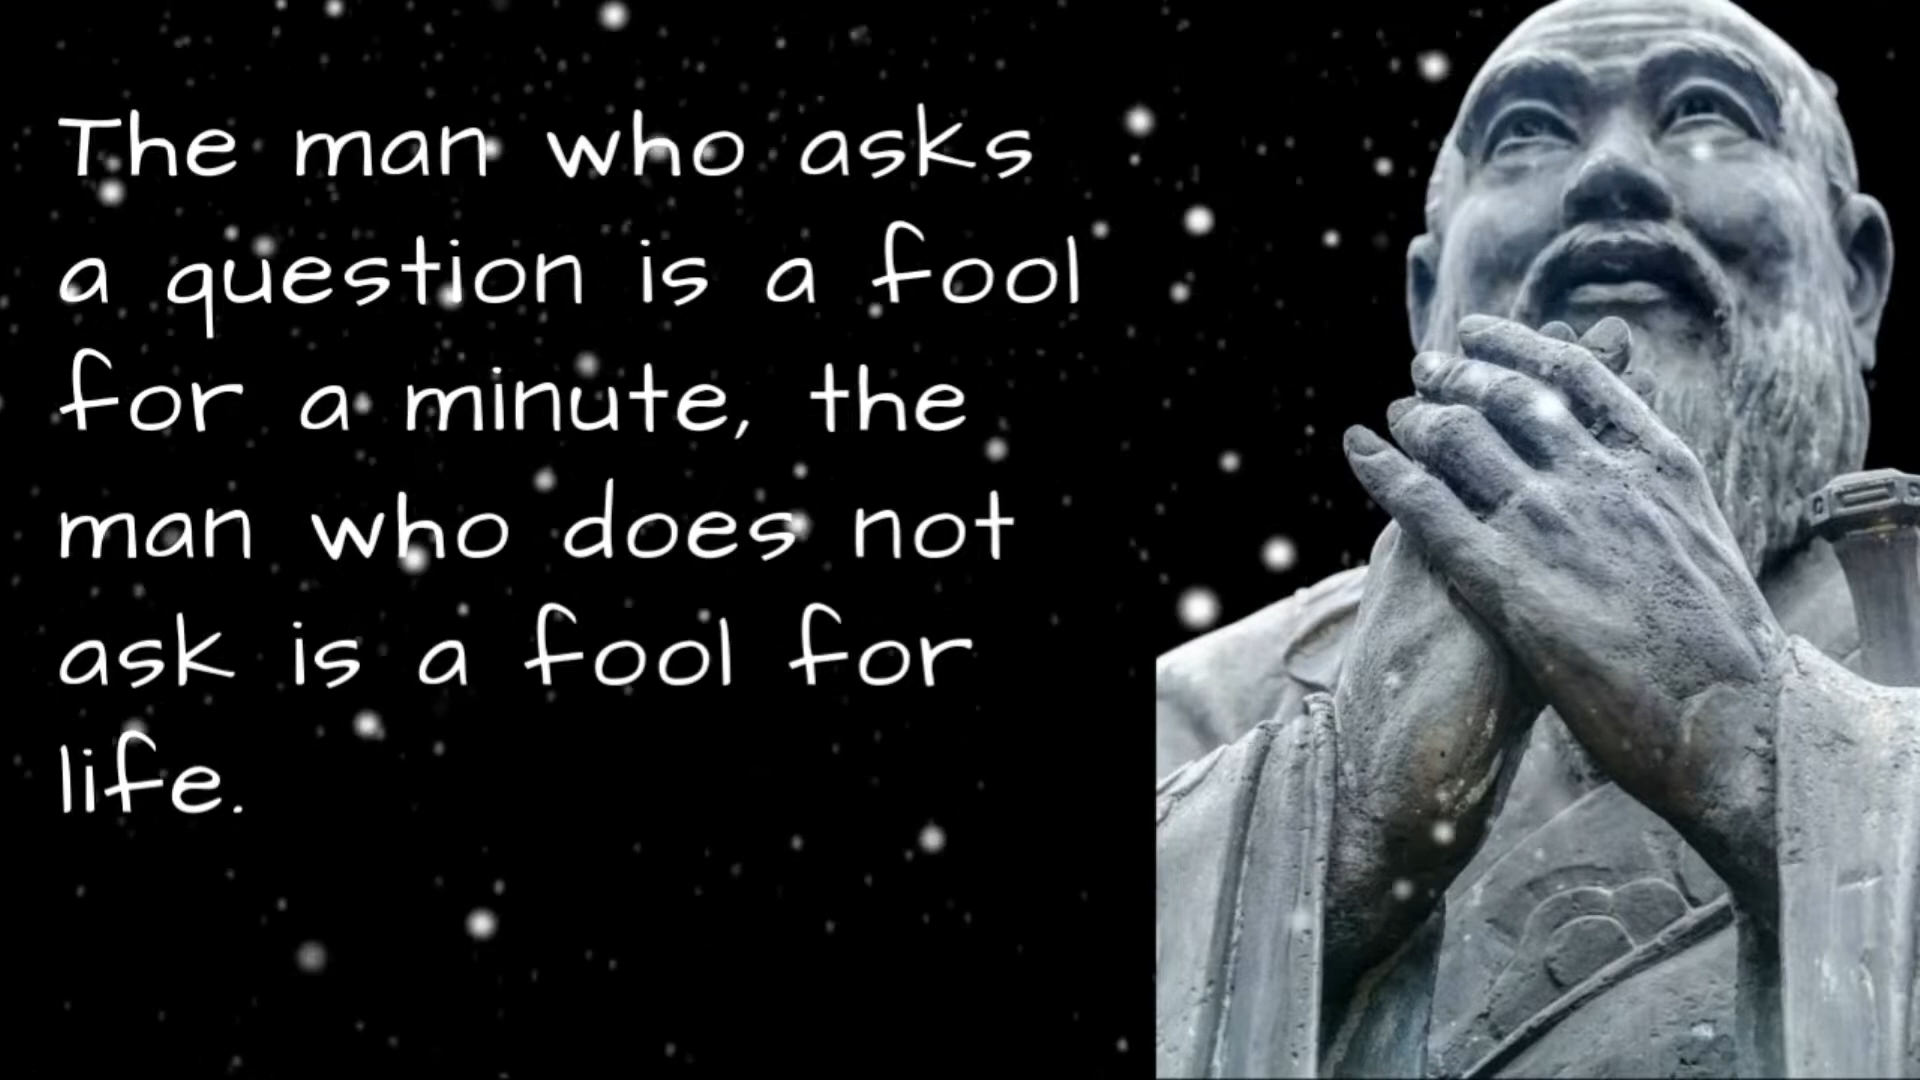 The man who asks
a question is a fool
for a minute, the
man who does not
ask is a fool for
life.